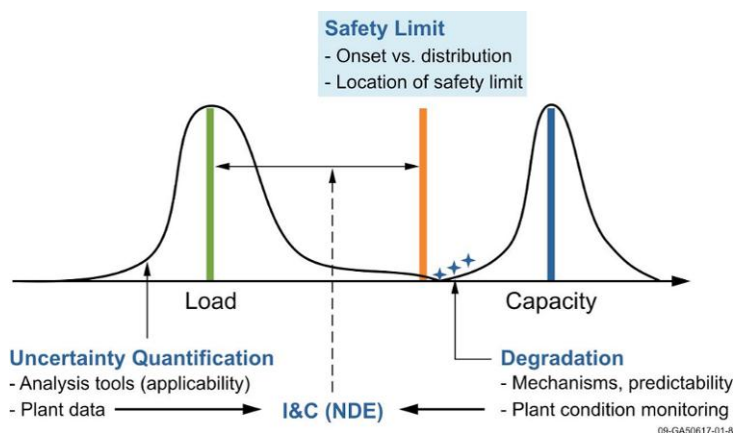 Safety Limit
- Onset vs. distribution
- Location of safety limit
Load
Capacity
Uncertainty Quantification
- Analysis tools (applicability)
- Plant data
I&C (NDE)
Degradation
- Mechanisms, predictability
- Plant condition monitoring
09-GA50617-01-8